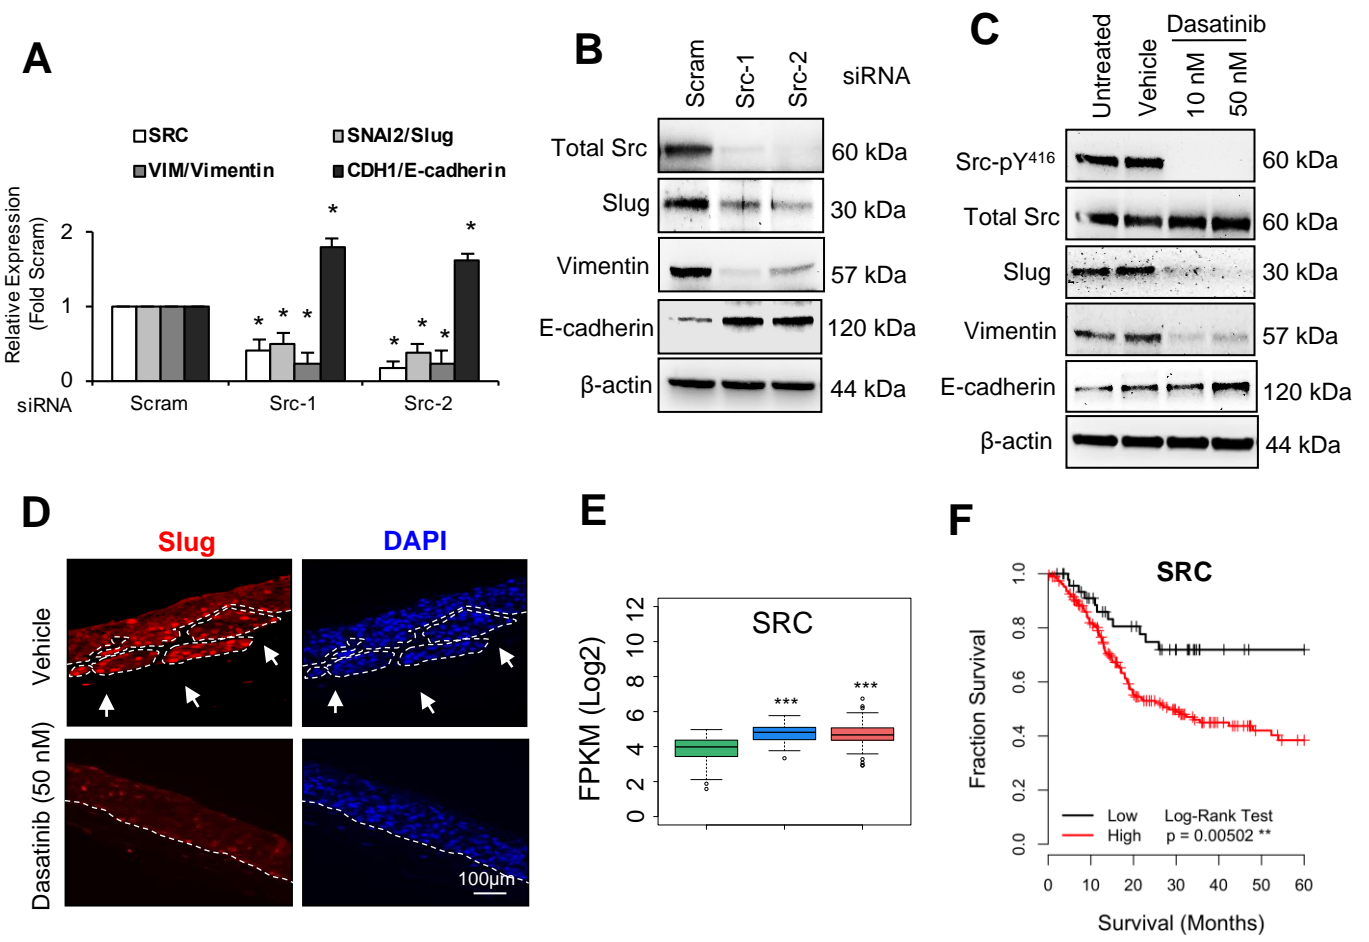 A
SRC
SNAI2/Slug
VIM/Vimentin
CDH1/E-cadherin
Relative Expression
(Fold Scram)
2
1
0
* * * *
* * * *
siRNA Scram Src-1 Src-2
B
Scram Src-1 Src-2 siRNA
Total Src 60 kDa
Slug 30 kDa
Vimentin 57 kDa
E-cadherin 120 kDa
β-actin 44 kDa
C
Dasatinib
Untreated Vehicle 10 nM 50 nM
Src-pY⁴¹⁶ 60 kDa
Total Src 60 kDa
Slug 30 kDa
Vimentin 57 kDa
E-cadherin 120 kDa
β-actin 44 kDa
D
Slug DAPI
Vehicle
Dasatinib (50 nM)
100μm
E
SRC
FPKM (Log2)
12
10
8
6
4
2
0
*** ***
F
SRC
Fraction Survival
1.0
0.8
0.6
0.4
0.2
0.0
Low Log-Rank Test
High p = 0.00502 **
0 10 20 30 40 50 60
Survival (Months)